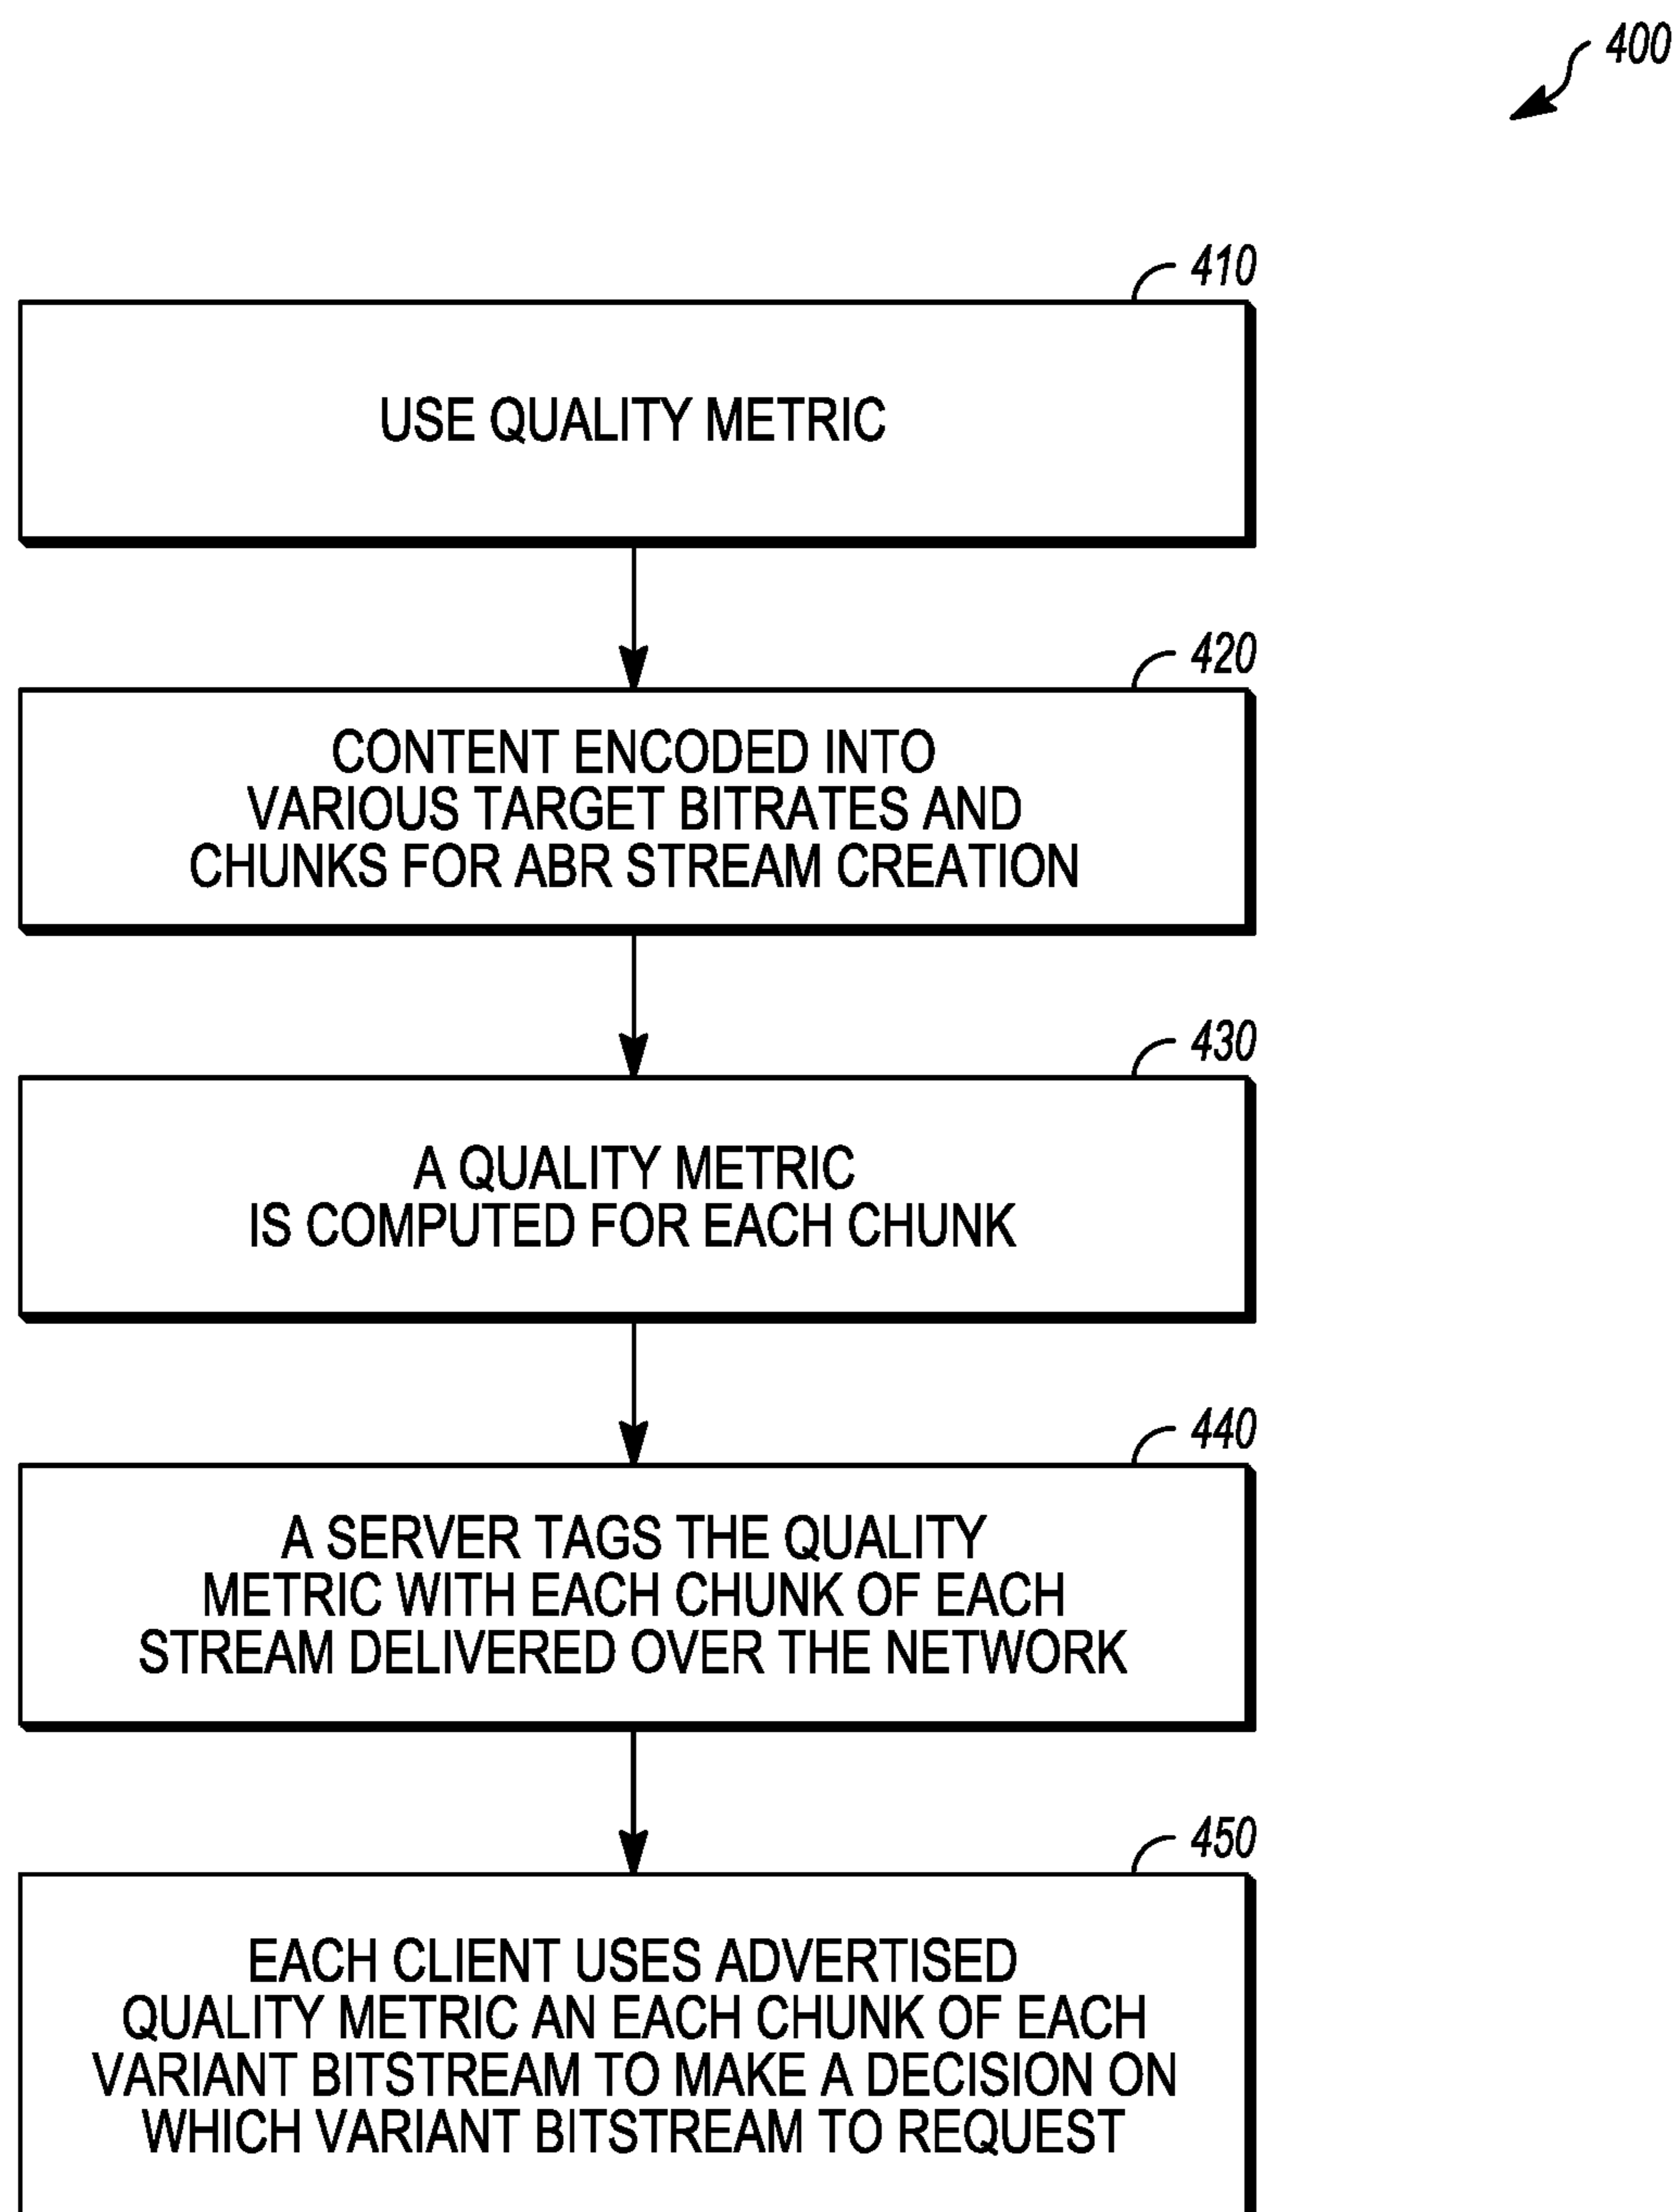 400
410
USE QUALITY METRIC
420
CONTENT ENCODED INTO
VARIOUS TARGET BITRATES AND
CHUNKS FOR ABR STREAM CREATION
430
A QUALITY METRIC
IS COMPUTED FOR EACH CHUNK
440
A SERVER TAGS THE QUALITY
METRIC WITH EACH CHUNK OF EACH
STREAM DELIVERED OVER THE NETWORK
450
EACH CLIENT USES ADVERTISED
QUALITY METRIC AN EACH CHUNK OF EACH
VARIANT BITSTREAM TO MAKE A DECISION ON
WHICH VARIANT BITSTREAM TO REQUEST